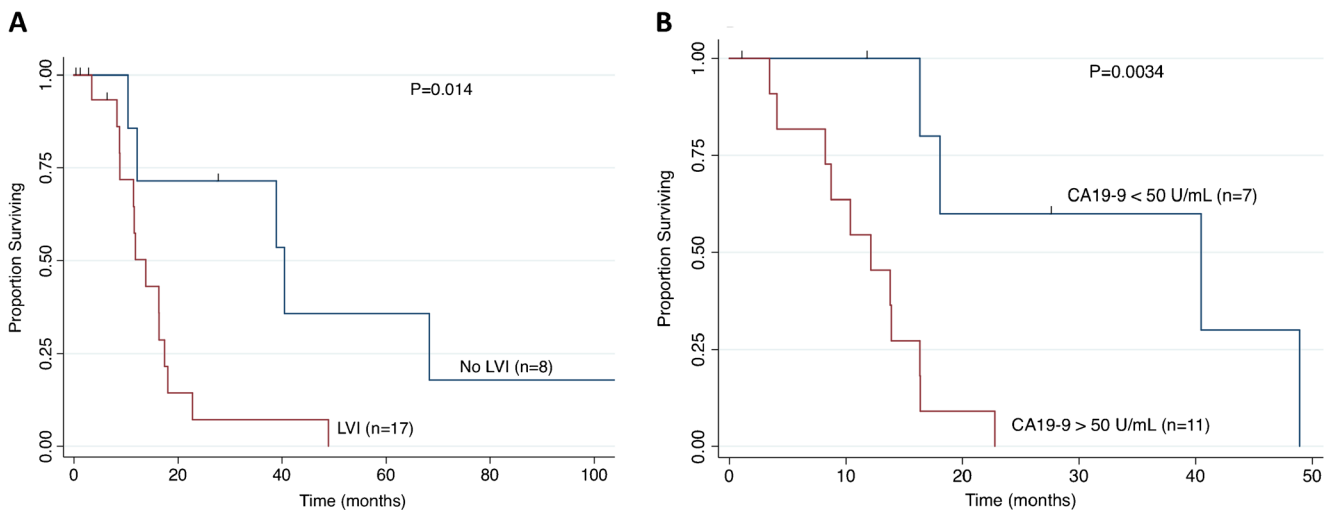 A
P=0.014
1.00
0.75
0.50
0.25
0.00
Proportion Surviving
No LVI (n=8)
LVI (n=17)
0 20 40 60 80 100
Time (months)
B
P=0.0034
1.00
0.75
0.50
0.25
0.00
Proportion Surviving
CA19-9 < 50 U/mL (n=7)
CA19-9 > 50 U/mL (n=11)
0 10 20 30 40 50
Time (months)